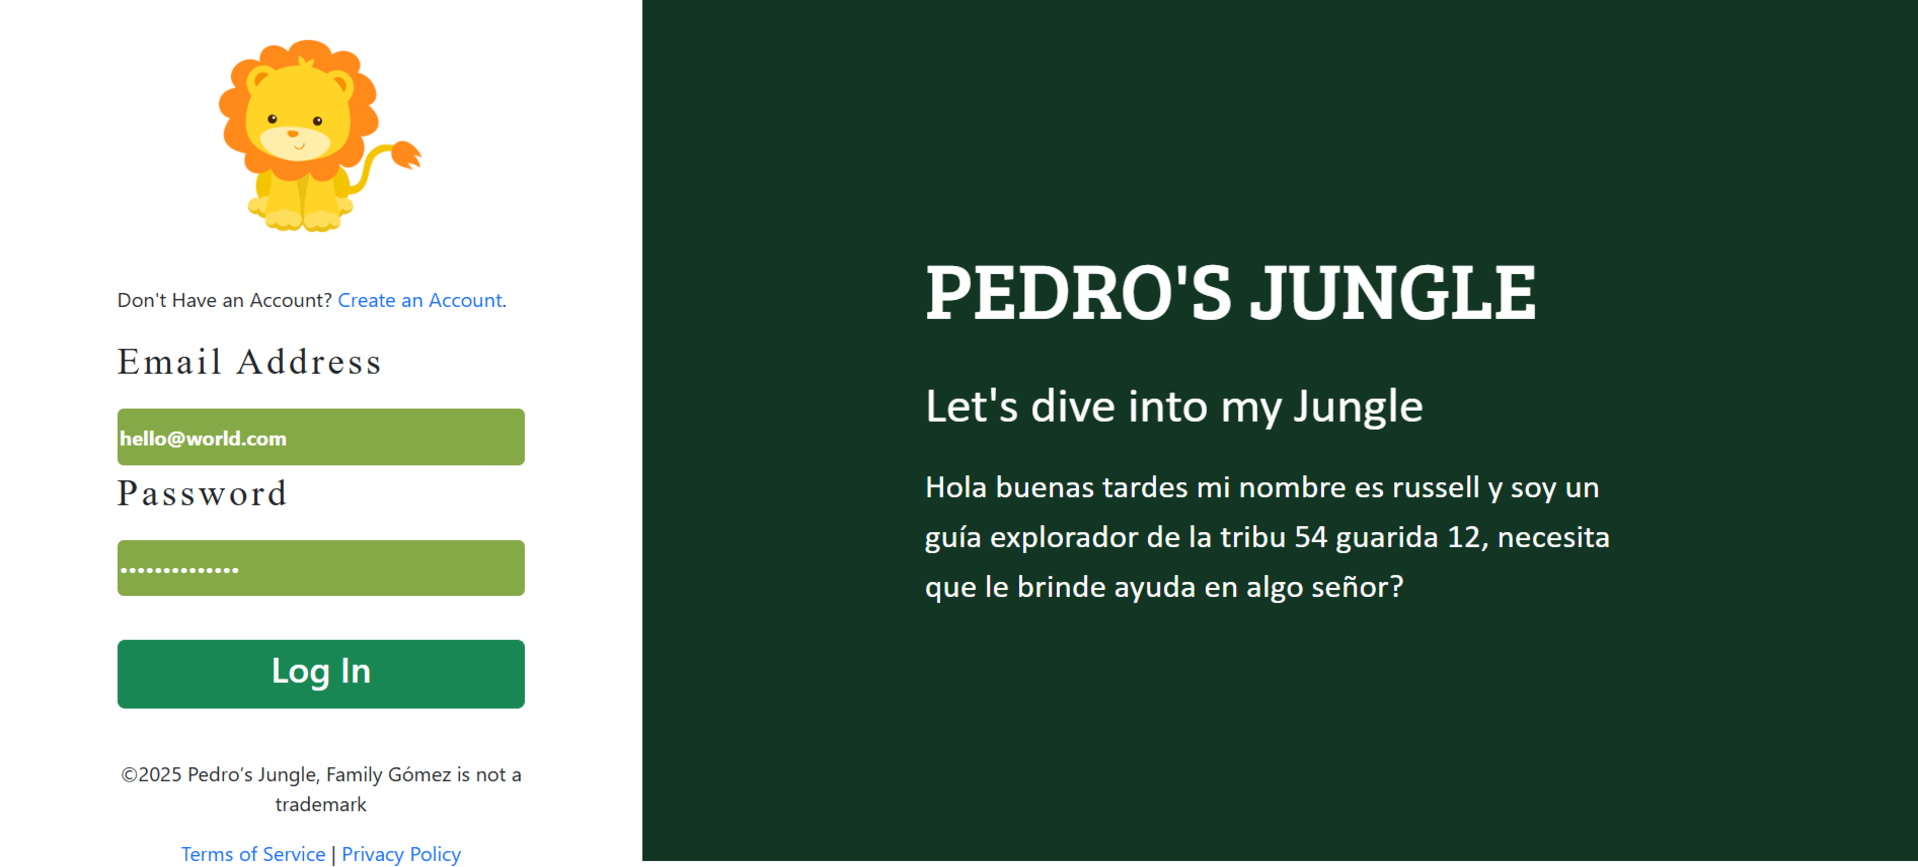 Don't Have an Account? Create an Account.
Email Address
hello@world.com
Password
••••••••••••••
Log In
©2025 Pedro’s Jungle, Family Gómez is not a
trademark
Terms of Service | Privacy Policy
PEDRO'S JUNGLE
Let's dive into my Jungle
Hola buenas tardes mi nombre es russell y soy un
guía explorador de la tribu 54 guarida 12, necesita
que le brinde ayuda en algo señor?